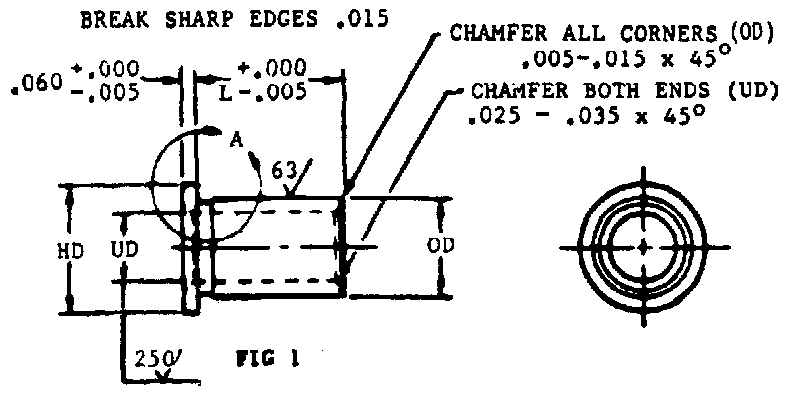 BREAK SHARP EDGES .015
CHAMFER ALL CORNERS (OD)
.005-.015 x 45°
.060 +.000 -.005
L +.000 -.005
CHAMFER BOTH ENDS (UD)
.025 - .035 x 45°
A
63
HD
UD
OD
250
FIG 1